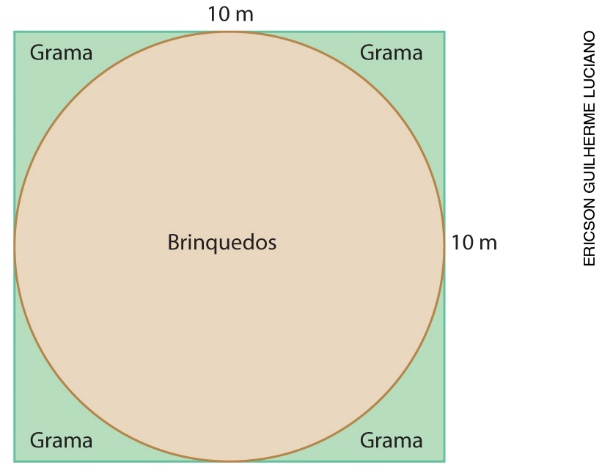 10 m
Grama
Grama
Brinquedos
10 m
Grama
Grama
ERICSON GUILHERME LUCIANO